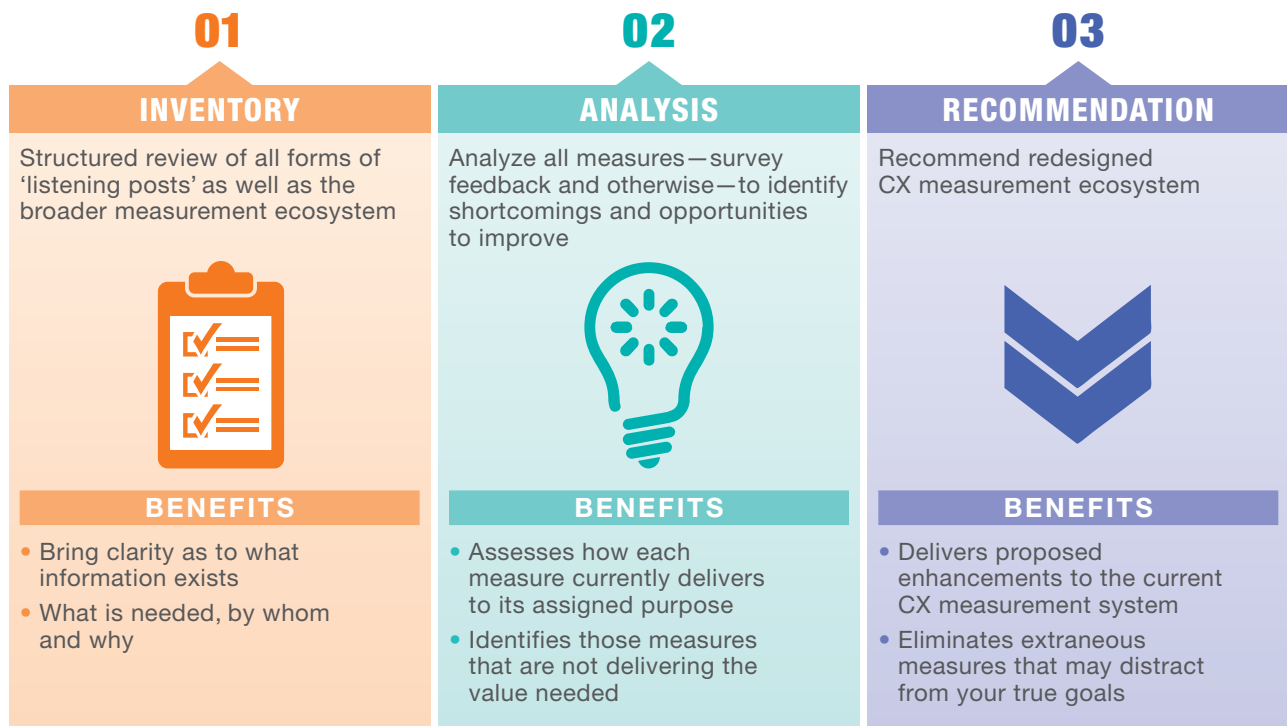 01
INVENTORY
Structured review of all forms of
‘listening posts’ as well as the
broader measurement ecosystem
BENEFITS
• Bring clarity as to what
information exists
• What is needed, by whom
and why
02
ANALYSIS
Analyze all measures—survey
feedback and otherwise—to identify
shortcomings and opportunities
to improve
BENEFITS
• Assesses how each
measure currently delivers
to its assigned purpose
• Identifies those measures
that are not delivering the
value needed
03
RECOMMENDATION
Recommend redesigned
CX measurement ecosystem
BENEFITS
• Delivers proposed
enhancements to the current
CX measurement system
• Eliminates extraneous
measures that may distract
from your true goals